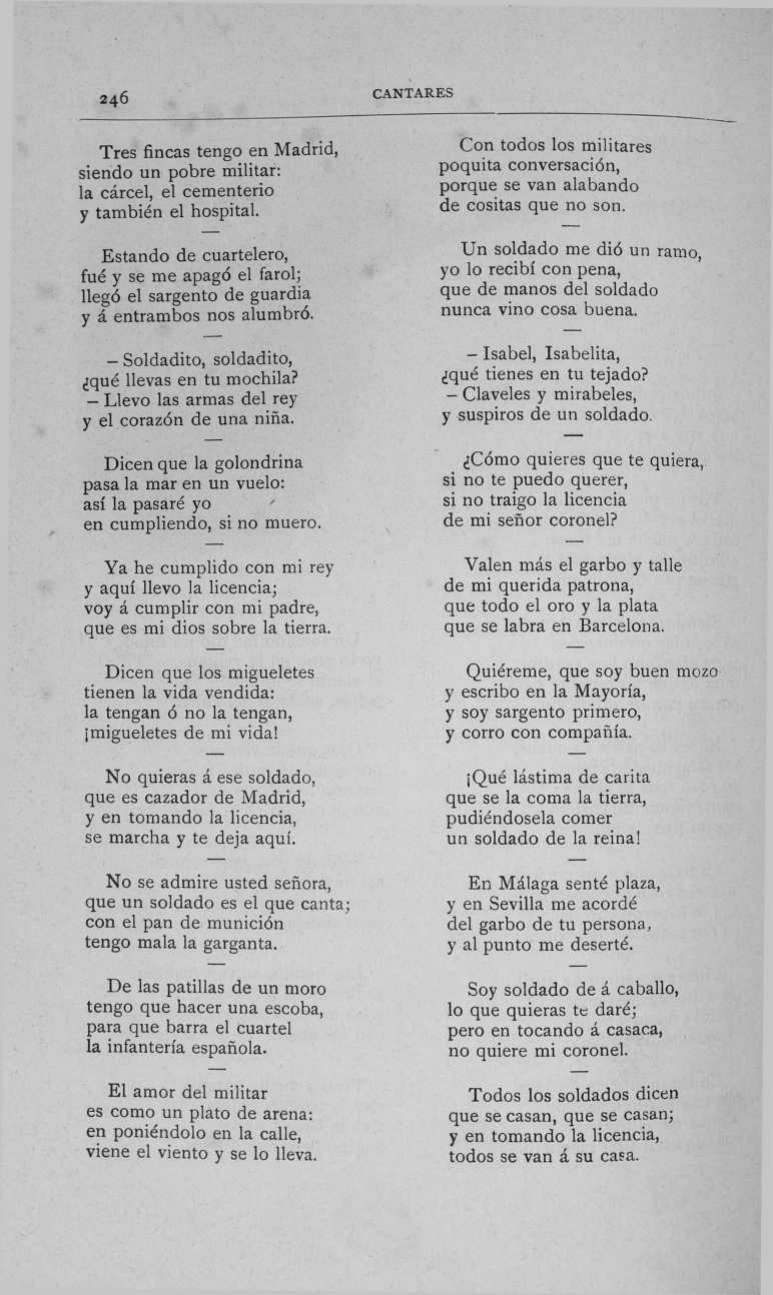 246
CANTARES
Tres fincas tengo en Madrid,
siendo un pobre militar:
la cárcel, el cementerio
y también el hospital.
—
Estando de cuartelero,
fué y se me apagó el farol;
llegó el sargento de guardia
y á entrambos nos alumbró.
—
– Soldadito, soldadito,
¿qué llevas en tu mochila?
– Llevo las armas del rey
y el corazón de una niña.
—
Dicen que la golondrina
pasa la mar en un vuelo:
así la pasaré yo
en cumpliendo, si no muero.
—
Ya he cumplido con mi rey
y aquí llevo la licencia;
voy á cumplir con mi padre,
que es mi dios sobre la tierra.
—
Dicen que los migueletes
tienen la vida vendida:
la tengan ó no la tengan,
¡migueletes de mi vida!
—
No quieras á ese soldado,
que es cazador de Madrid,
y en tomando la licencia,
se marcha y te deja aquí.
—
No se admire usted señora,
que un soldado es el que canta;
con el pan de munición
tengo mala la garganta.
—
De las patillas de un moro
tengo que hacer una escoba,
para que barra el cuartel
la infantería española.
—
El amor del militar
es como un plato de arena:
en poniéndolo en la calle,
viene el viento y se lo lleva.
Con todos los militares
poquita conversación,
porque se van alabando
de cositas que no son.
—
Un soldado me dió un ramo,
yo lo recibí con pena,
que de manos del soldado
nunca vino cosa buena.
—
– Isabel, Isabelita,
¿qué tienes en tu tejado?
– Claveles y mirabeles,
y suspiros de un soldado.
—
¿Cómo quieres que te quiera,
si no te puedo querer,
si no traigo la licencia
de mi señor coronel?
—
Valen más el garbo y talle
de mi querida patrona,
que todo el oro y la plata
que se labra en Barcelona.
—
Quiéreme, que soy buen mozo
y escribo en la Mayoría,
y soy sargento primero,
y corro con compañía.
—
¡Qué lástima de carita
que se la coma la tierra,
pudiéndosela comer
un soldado de la reina!
—
En Málaga senté plaza,
y en Sevilla me acordé
del garbo de tu persona,
y al punto me deserté.
—
Soy soldado de á caballo,
lo que quieras te daré;
pero en tocando á casaca,
no quiere mi coronel.
—
Todos los soldados dicen
que se casan, que se casan;
y en tomando la licencia,
todos se van á su casa.